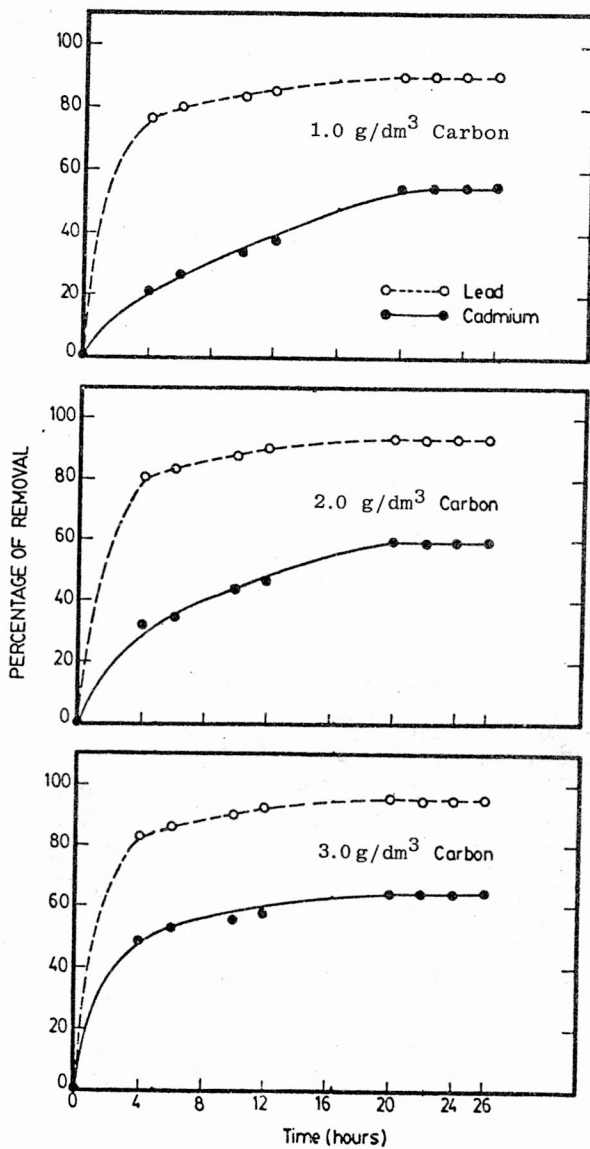 100
80
60
40
20
0
1.0 g/dm³ Carbon
Lead
Cadmium
PERCENTAGE OF REMOVAL
100
80
60
40
20
0
2.0 g/dm³ Carbon
100
80
60
40
20
0
3.0 g/dm³ Carbon
0 4 8 12 16 20 24 26
Time (hours)